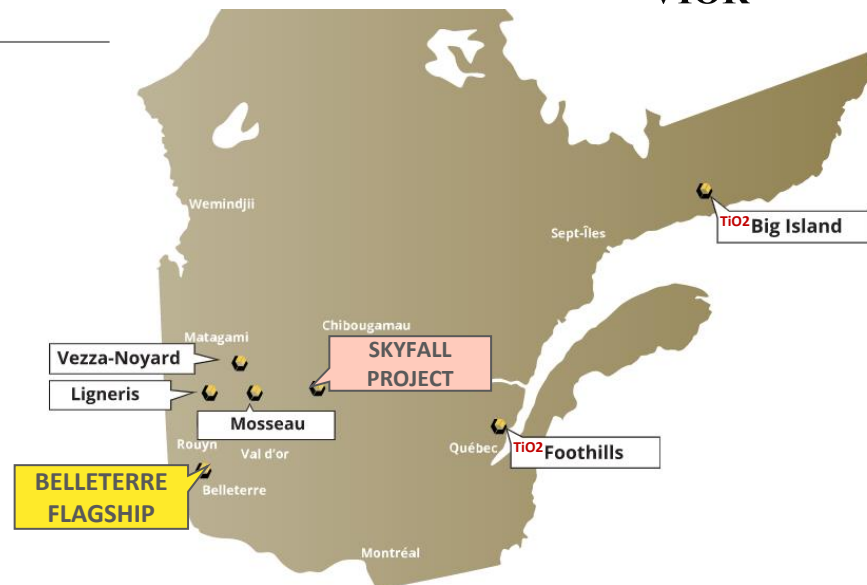 VIOR
Wemindjii
TiO2 Big Island
Sept-Îles
Chibougamau
Matagami
SKYFALL
PROJECT
Vezza-Noyard
Ligneris
Mosseau
Rouyn
Val d'or
Québec
TiO2 Foothills
BELLETERRE
FLAGSHIP
Belleterre
Montréal